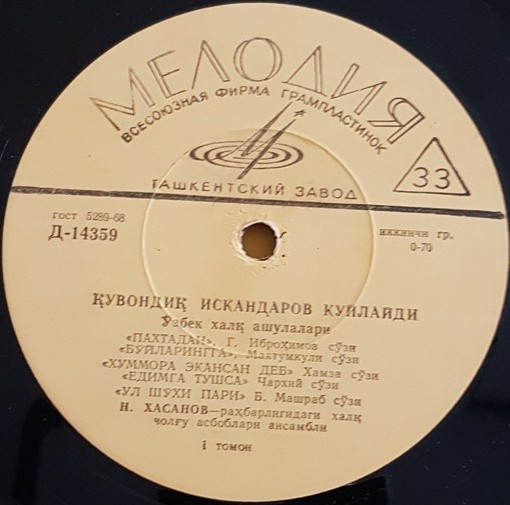 МЕЛОДИЯ
ВСЕСОЮЗНАЯ ФИРМА ГРАМПЛАСТИНОК
ТАШКЕНТСКИЙ ЗАВОД
33
гост 5289-68
Д-14359
иккинчи гр.
0-70
ҚУВОНДИҚ ИСКАНДАРОВ КУЙЛАЙДИ
Ўзбек халқ ашулалари
«ПАХТАДАН», Г. Иброҳимов сўзи
«БУЙЛАРИНГГА», Мактумкули сўзи
«ХУММОРА ЭКАНСАН ДЕБ» Хамза сўзи
«ЕДИМГА ТУШСА» Чархий сўзи
«УЛ ШУХИ ПАРИ» Б. Машраб сўзи
Н. ХАСАНОВ—раҳбарлигидаги халқ
чолғу асбоблари ансамбли
1 томон